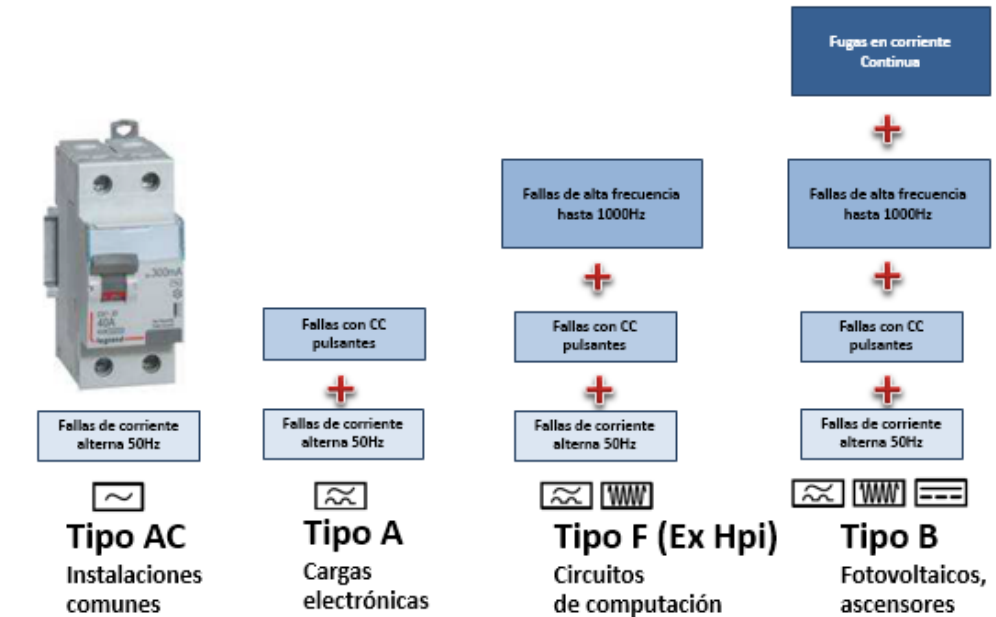 Fugas en corriente
Continua
Fallas de alta frecuencia
hasta 1000Hz
Fallas de alta frecuencia
hasta 1000Hz
300mA
40A
legrand
Fallas con CC
pulsantes
Fallas con CC
pulsantes
Fallas con CC
pulsantes
Fallas de corriente
alterna 50Hz
Fallas de corriente
alterna 50Hz
Fallas de corriente
alterna 50Hz
Fallas de corriente
alterna 50Hz
Tipo AC
Instalaciones
comunes
Tipo A
Cargas
electrónicas
Tipo F (Ex Hpi)
Circuitos
de computación
Tipo B
Fotovoltaicos,
ascensores